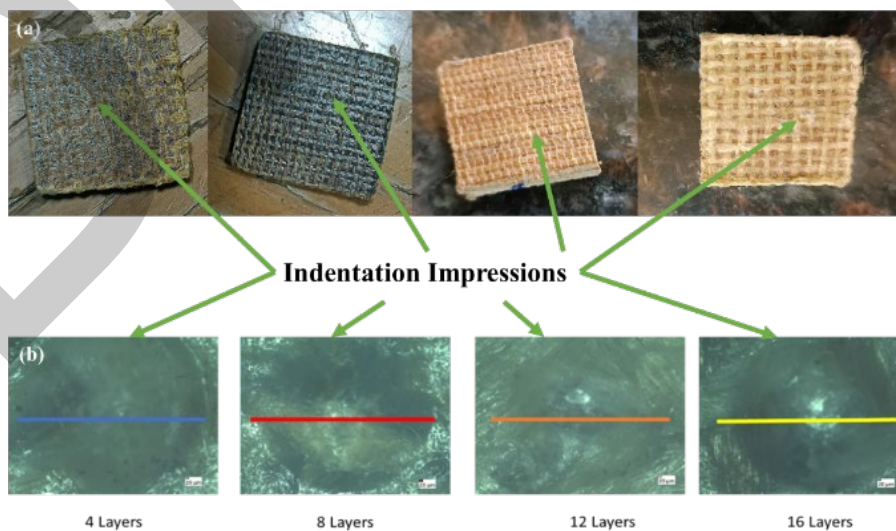 (a)
Indentation Impressions
(b)
4 Layers
8 Layers
12 Layers
16 Layers